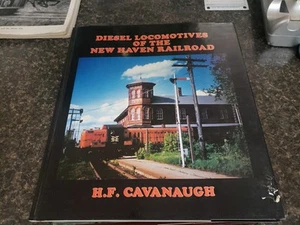 DIESEL LOCOMOTIVES
OF THE
NEW HAVEN RAILROAD
H.F. CAVANAUGH